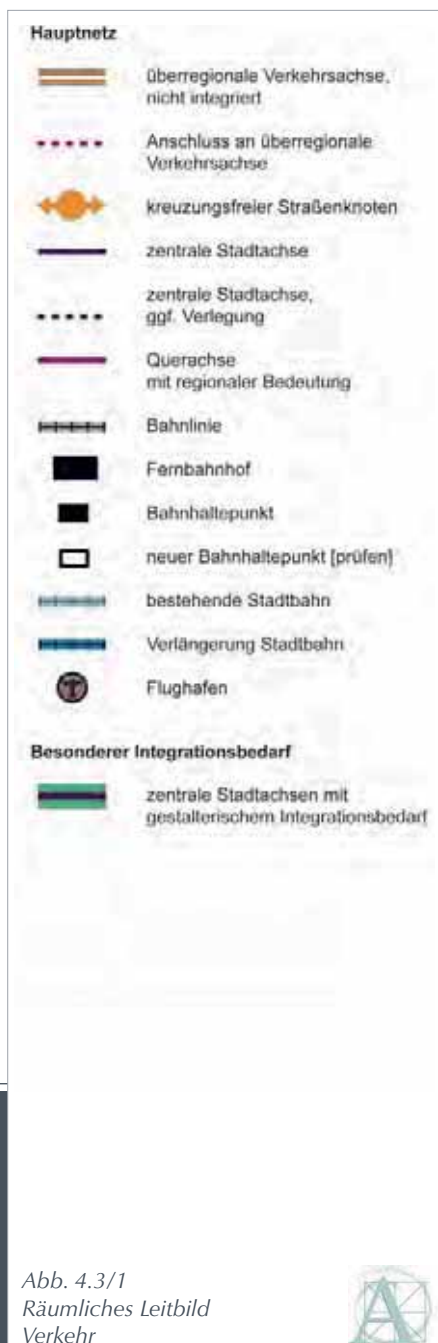 Hauptnetz
überregionale Verkehrsachse,
nicht integriert
Anschluss an überregionale
Verkehrsachse
kreuzungsfreier Straßenknoten
zentrale Stadtachse
zentrale Stadtachse,
ggf. Verlegung
Querachse
mit regionaler Bedeutung
Bahnlinie
Fernbahnhof
Bahnhaltepunkt
neuer Bahnhaltepunkt [prüfen]
bestehende Stadtbahn
Verlängerung Stadtbahn
Flughafen
Besonderer Integrationsbedarf
zentrale Stadtachsen mit
gestalterischem Integrationsbedarf
Abb. 4.3/1
Räumliches Leitbild
Verkehr
A